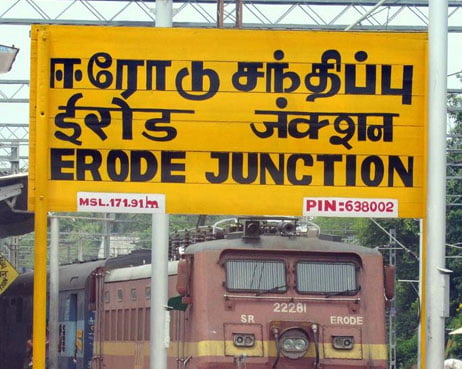 ஈரோடு சந்திப்பு
ईरोड जंक्शन
ERODE JUNCTION
MSL.171.91m
PIN:638002
22281
SR ERODE